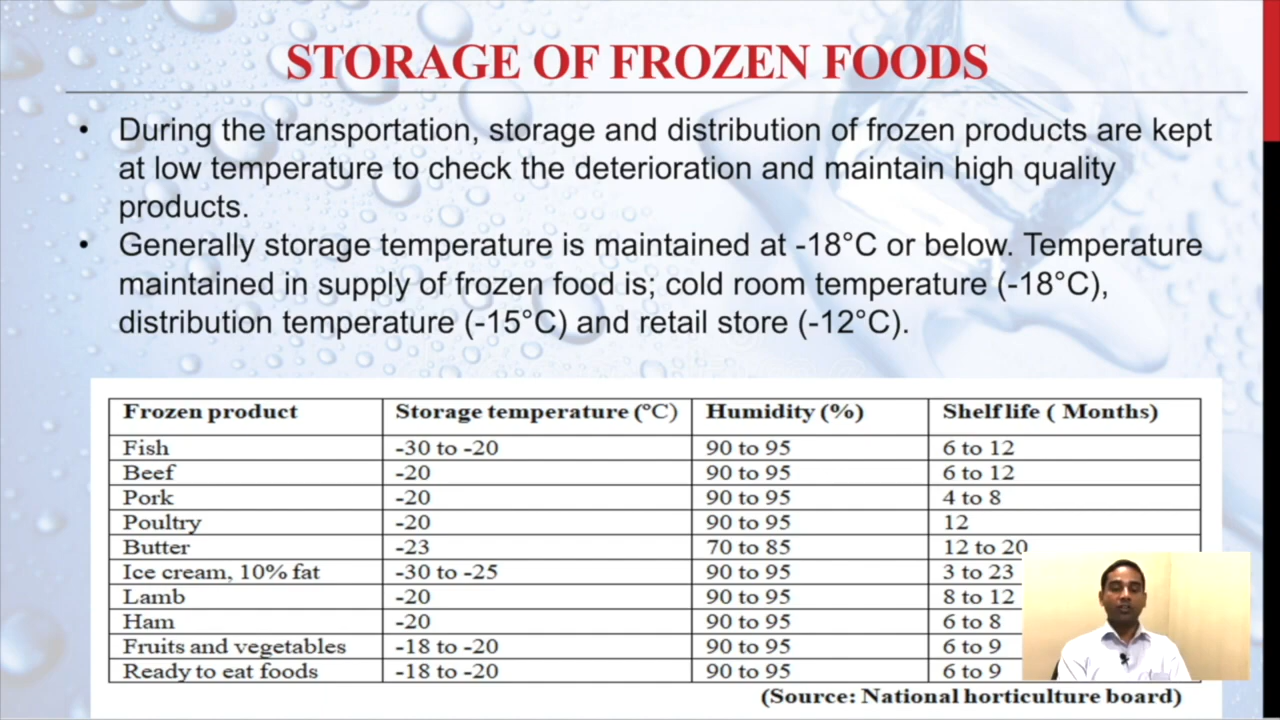 STORAGE OF FROZEN FOODS
• During the transportation, storage and distribution of frozen products are kept
at low temperature to check the deterioration and maintain high quality
products.
• Generally storage temperature is maintained at -18°C or below. Temperature
maintained in supply of frozen food is; cold room temperature (-18°C),
distribution temperature (-15°C) and retail store (-12°C).
Frozen product Storage temperature (°C) Humidity (%) Shelf life ( Months)
Fish -30 to -20 90 to 95 6 to 12
Beef -20 90 to 95 6 to 12
Pork -20 90 to 95 4 to 8
Poultry -20 90 to 95 12
Butter -23 70 to 85 12 to 20
Ice cream, 10% fat -30 to -25 90 to 95 3 to 23
Lamb -20 90 to 95 8 to 12
Ham -20 90 to 95 6 to 8
Fruits and vegetables -18 to -20 90 to 95 6 to 9
Ready to eat foods -18 to -20 90 to 95 6 to 9
(Source: National horticulture board)